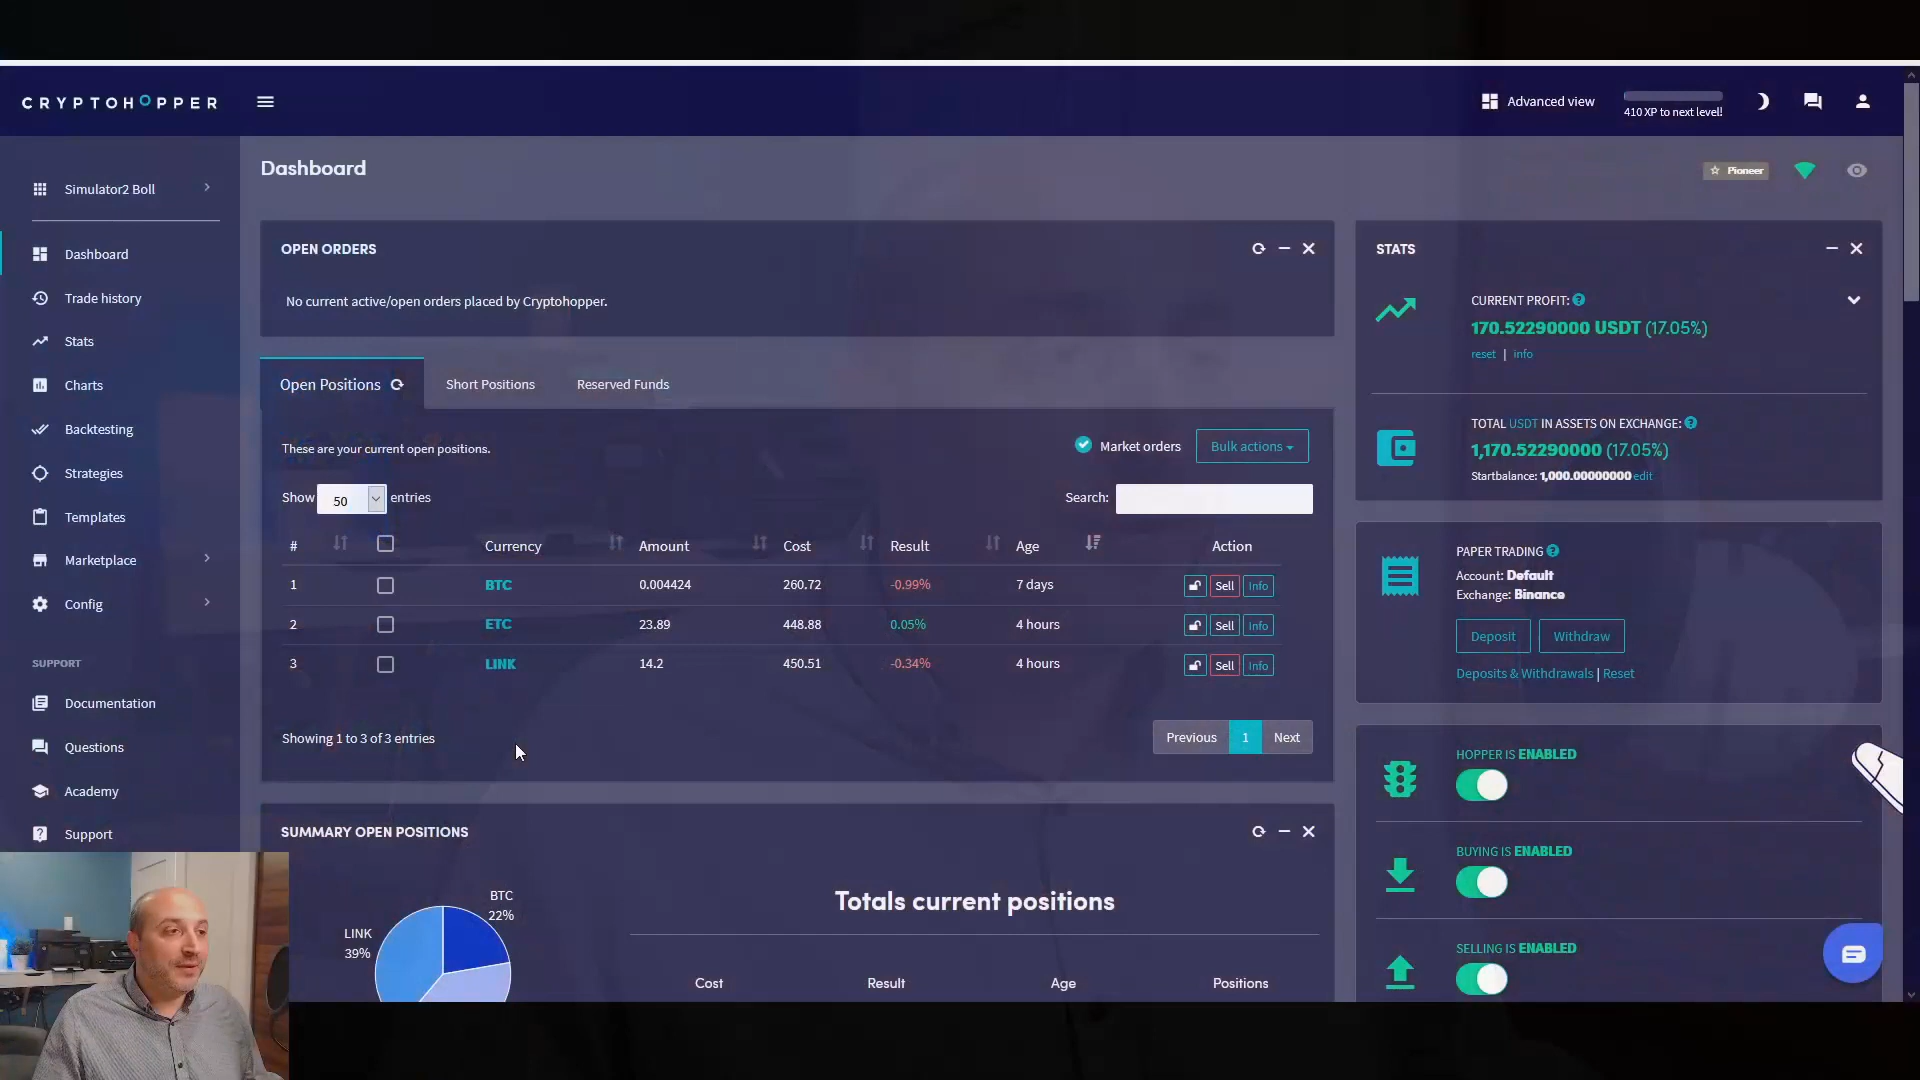 CRYPTOHOPPER
Advanced view
410 XP to next level!
Simulator2 Boll
Dashboard
Trade history
Stats
Charts
Backtesting
Strategies
Templates
Marketplace
Config
SUPPORT
Documentation
Questions
Academy
Support
Dashboard
Pioneer
OPEN ORDERS
No current active/open orders placed by Cryptohopper.
Open Positions
Short Positions
Reserved Funds
These are your current open positions.
Market orders
Bulk actions
Show 50 entries
Search:
# Currency Amount Cost Result Age Action
1 BTC 0.004424 260.72 -0.99% 7 days Sell Info
2 ETC 23.89 448.88 0.05% 4 hours Sell Info
3 LINK 14.2 450.51 -0.34% 4 hours Sell Info
Showing 1 to 3 of 3 entries
Previous 1 Next
SUMMARY OPEN POSITIONS
BTC
22%
LINK
39%
Totals current positions
Cost Result Age Positions
STATS
CURRENT PROFIT: ?
170.52290000 USDT (17.05%)
reset | info
TOTAL USDT IN ASSETS ON EXCHANGE: ?
1,170.52290000 (17.05%)
Startbalance: 1,000.00000000 edit
PAPER TRADING ?
Account: Default
Exchange: Binance
Deposit Withdraw
Deposits & Withdrawals | Reset
HOPPER IS ENABLED
BUYING IS ENABLED
SELLING IS ENABLED